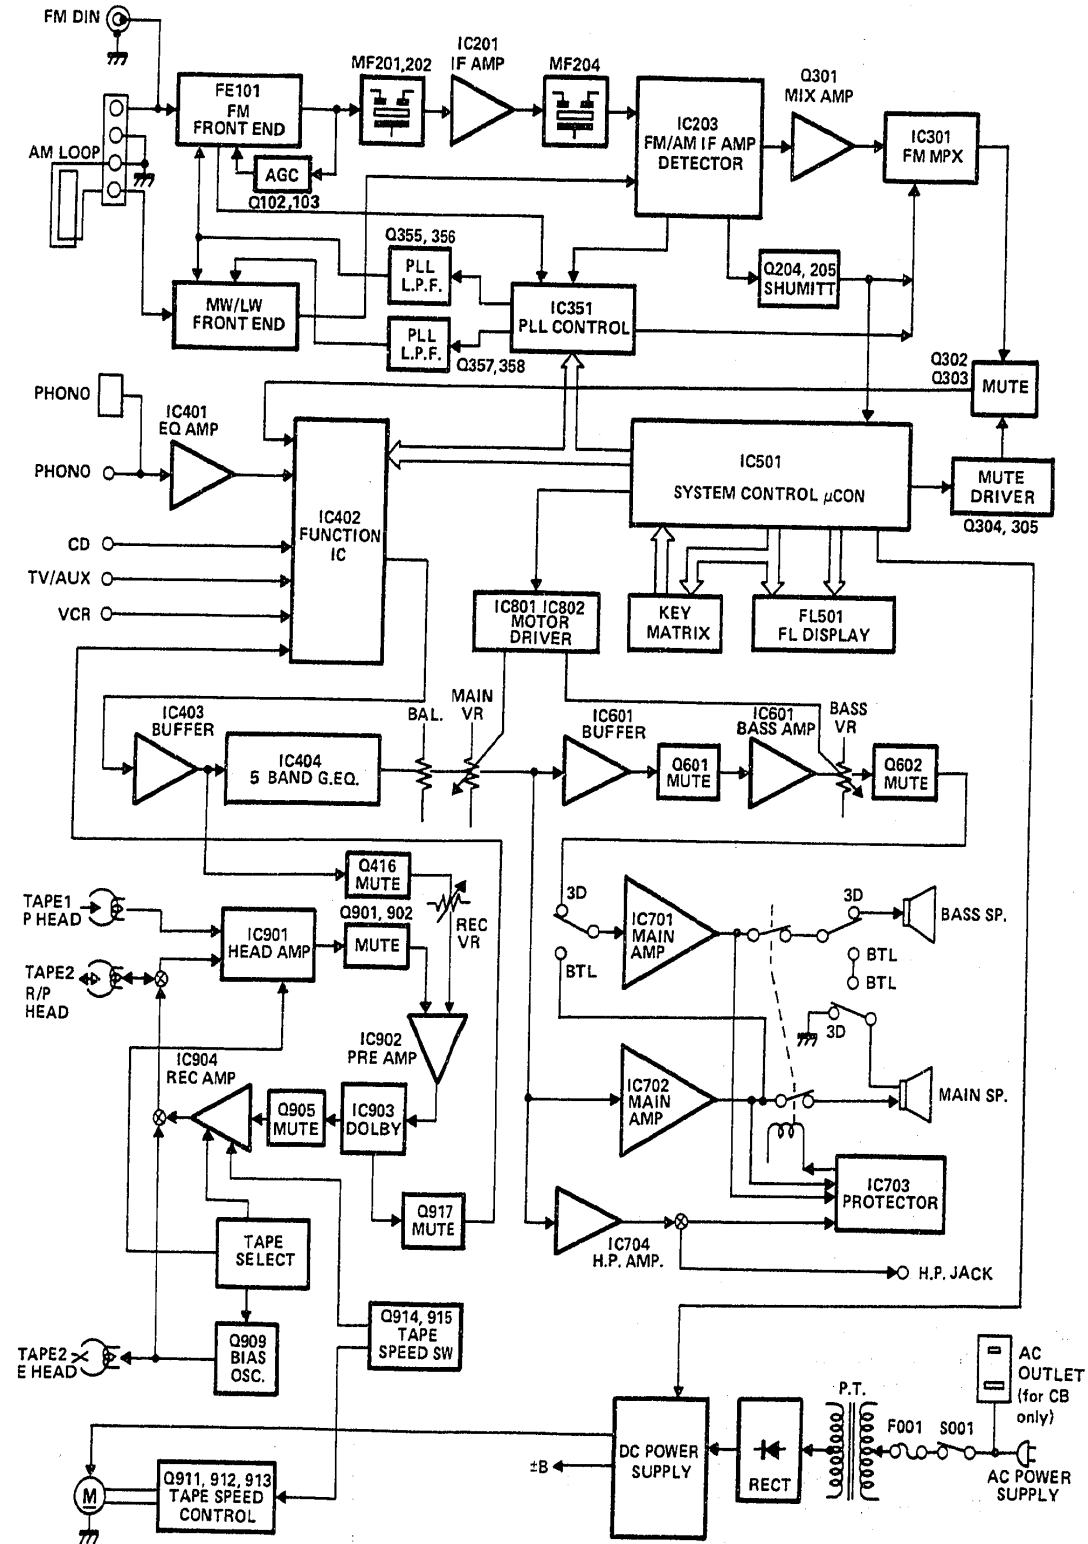 FM DIN
AM LOOP
FE101
FM
FRONT END
AGC
Q102,103
MF201,202
IC201
IF AMP
MF204
IC203
FM/AM IF AMP
DETECTOR
Q301
MIX AMP
IC301
FM MPX
MW/LW
FRONT END
Q355, 356
PLL
L.P.F.
PLL
L.P.F.
Q357,358
IC351
PLL CONTROL
Q204, 205
SHUMITT
Q302
Q303
MUTE
PHONO
PHONO
IC401
EQ AMP
CD
TV/AUX
VCR
IC402
FUNCTION
IC
IC501
SYSTEM CONTROL μCON
MUTE
DRIVER
Q304, 305
IC801 IC802
MOTOR
DRIVER
KEY
MATRIX
FL501
FL DISPLAY
IC403
BUFFER
IC404
5 BAND G.EQ.
BAL.
MAIN
VR
IC601
BUFFER
Q601
MUTE
IC601
BASS AMP
BASS
VR
Q602
MUTE
Q416
MUTE
REC
VR
TAPE1
P HEAD
TAPE2
R/P
HEAD
IC901
HEAD AMP
Q901, 902
MUTE
IC902
PRE AMP
IC904
REC AMP
Q905
MUTE
IC903
DOLBY
Q917
MUTE
TAPE
SELECT
Q909
BIAS
OSC.
TAPE2
E HEAD
Q914, 915
TAPE
SPEED SW
M
Q911, 912, 913
TAPE SPEED
CONTROL
3D
BTL
IC701
MAIN
AMP
3D
BTL
BTL
3D
BASS SP.
IC702
MAIN
AMP
MAIN SP.
IC703
PROTECTOR
IC704
H.P. AMP.
H.P. JACK
±B
DC POWER
SUPPLY
RECT
P.T.
F001
S001
AC
OUTLET
(for CB
only)
AC POWER
SUPPLY